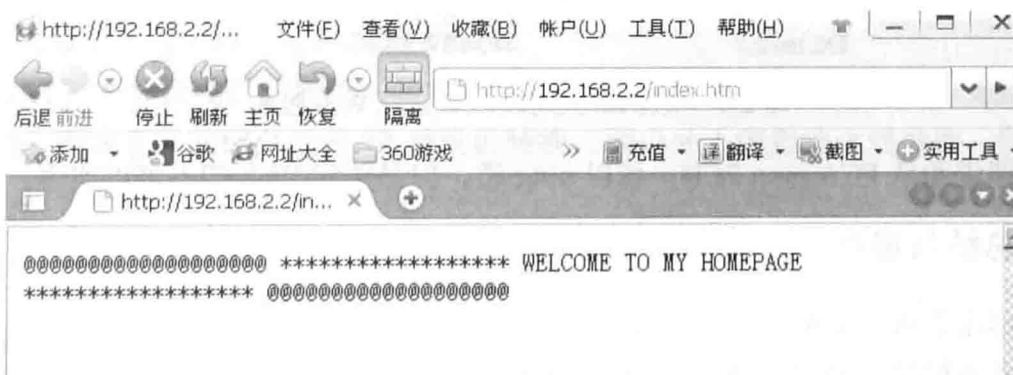 http://192.168.2.2/... 文件(F) 查看(V) 收藏(B) 帐户(U) 工具(T) 帮助(H)
http://192.168.2.2/index.htm
后退 前进 停止 刷新 主页 恢复 隔离
添加 谷歌 网址大全 360游戏 >> 充值 译 翻译 截图 实用工具
http://192.168.2.2/in... ×
@@@@@@@@@@@@@@@@@@@ ****************** WELCOME TO MY HOMEPAGE
****************** @@@@@@@@@@@@@@@@@@@